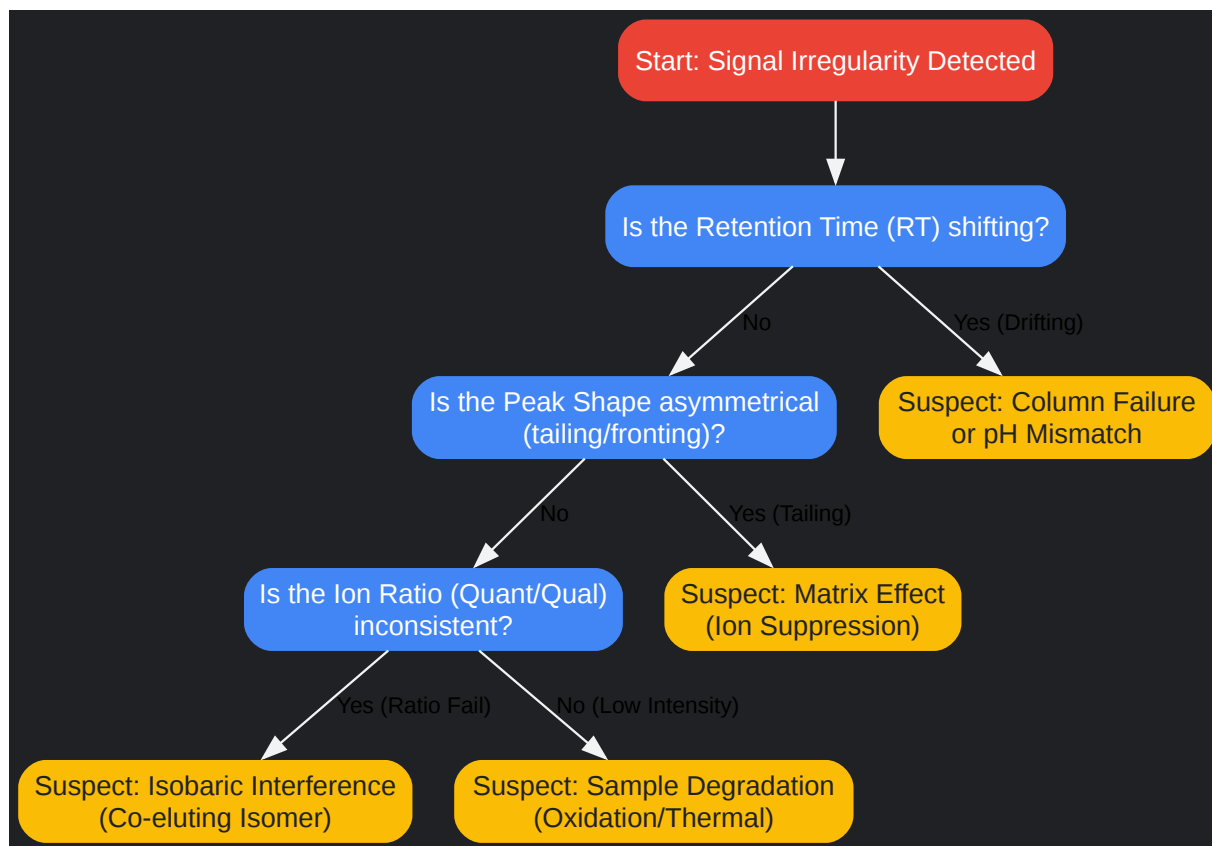 Start: Signal Irregularity Detected
Is the Retention Time (RT) shifting?
No
Yes (Drifting)
Is the Peak Shape asymmetrical
(tailing/fronting)?
Suspect: Column Failure
or pH Mismatch
No
Yes (Tailing)
Is the Ion Ratio (Quant/Qual)
inconsistent?
Suspect: Matrix Effect
(Ion Suppression)
Yes (Ratio Fail)
No (Low Intensity)
Suspect: Isobaric Interference
(Co-eluting Isomer)
Suspect: Sample Degradation
(Oxidation/Thermal)